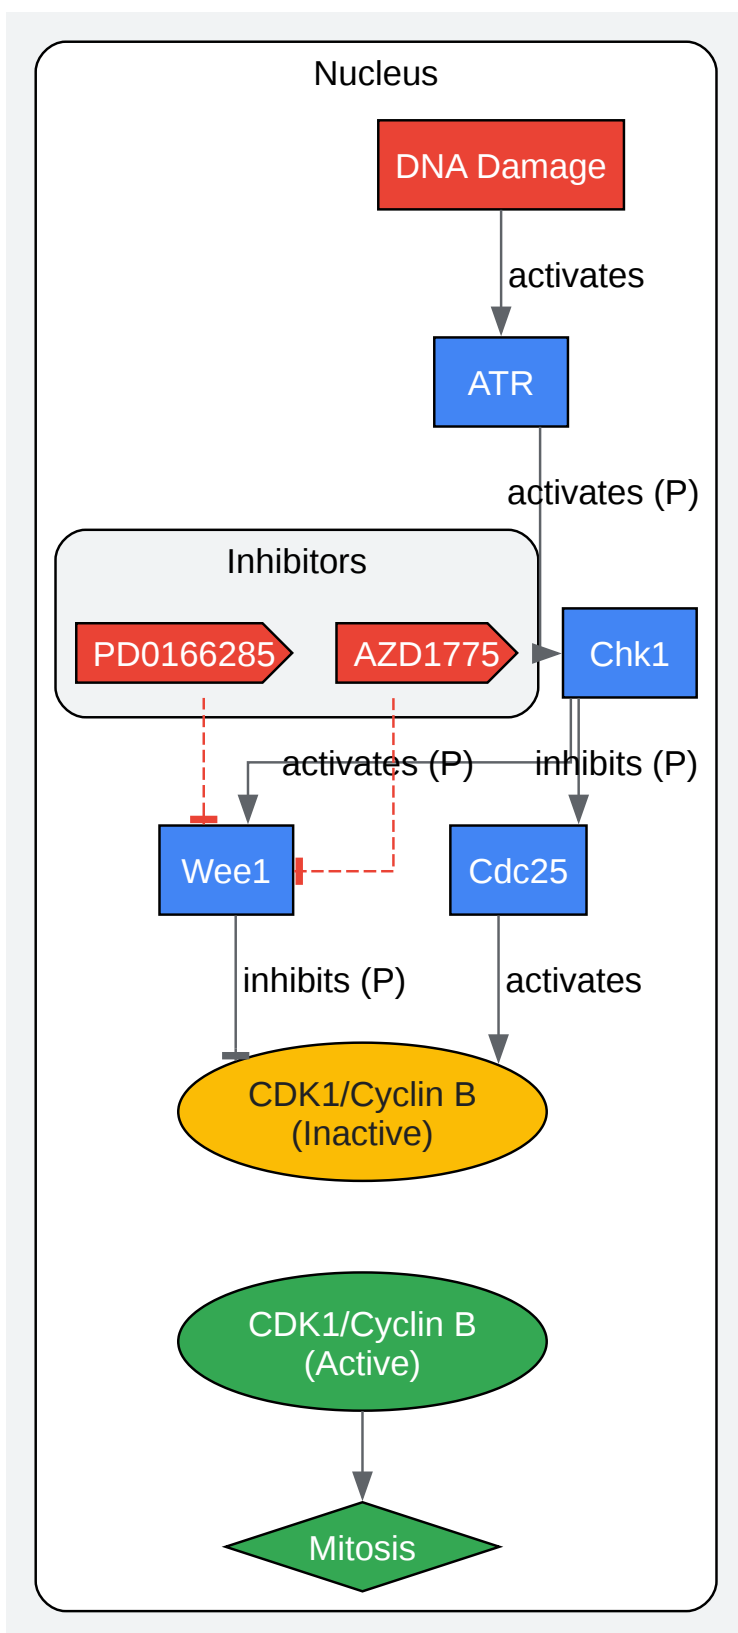 Nucleus
DNA Damage
activates
ATR
activates (P)
Inhibitors
PD0166285
AZD1775
Chk1
activates (P)
inhibits (P)
Wee1
Cdc25
inhibits (P)
activates
CDK1/Cyclin B
(Inactive)
CDK1/Cyclin B
(Active)
Mitosis